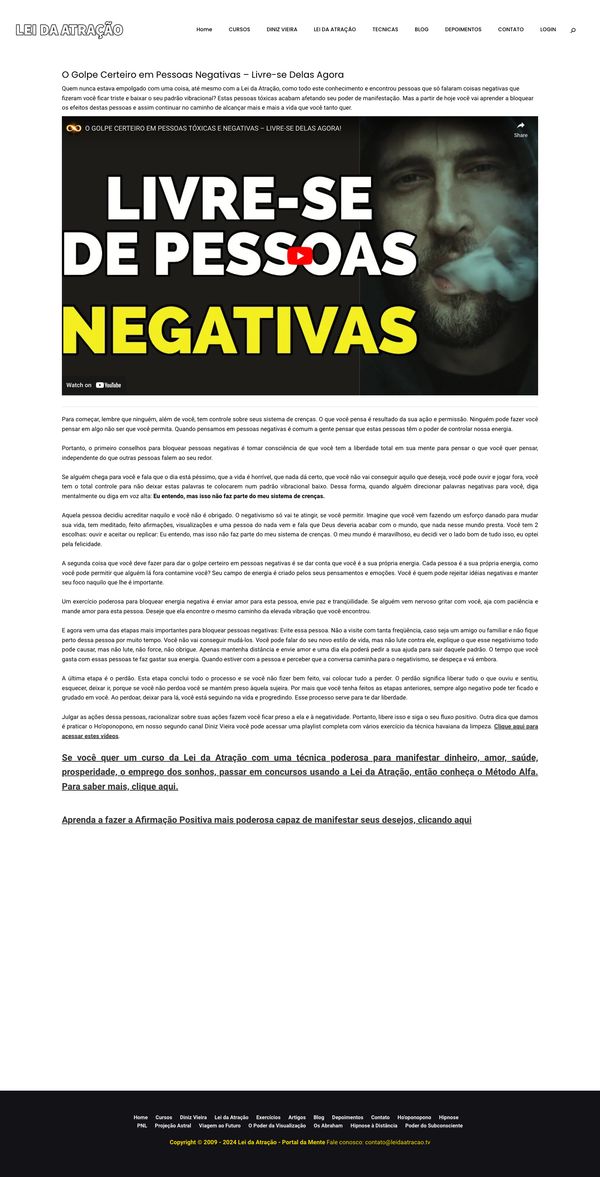 LEI DA ATRAÇÃO
Home CURSOS DINIZ VIEIRA LEI DA ATRAÇÃO TECNICAS BLOG DEPOIMENTOS CONTATO LOGIN
O Golpe Certeiro em Pessoas Negativas – Livre-se Delas Agora
Quem nunca estava empolgado com uma coisa, até mesmo com a Lei da Atração, como todo este conhecimento e encontrou pessoas que só falaram coisas negativas que
fizeram você ficar triste e baixar o seu padrão vibracional? Estas pessoas tóxicas acabam afetando seu poder de manifestação. Mas a partir de hoje você vai aprender a bloquear
os efeitos destas pessoas e assim continuar no caminho de alcançar mais e mais a vida que você tanto quer.
O GOLPE CERTEIRO EM PESSOAS TÓXICAS E NEGATIVAS – LIVRE-SE DELAS AGORA!
Share
LIVRE-SE
DE PESSOAS
NEGATIVAS
Watch on YouTube
Para começar, lembre que ninguém, além de você, tem controle sobre seus sistema de crenças. O que você pensa é resultado da sua ação e permissão. Ninguém pode fazer você
pensar em algo não ser que você permita. Quando pensamos em pessoas negativas é comum a gente pensar que estas pessoas têm o poder de controlar nossa energia.
Portanto, o primeiro conselhos para bloquear pessoas negativas é tomar consciência de que você tem a liberdade total em sua mente para pensar o que você quer pensar,
independente do que outras pessoas falem ao seu redor.
Se alguém chega para você e fala que o dia está péssimo, que a vida é horrível, que nada dá certo, que você não vai conseguir aquilo que deseja, você pode ouvir e jogar fora, você
tem o total controle para não deixar estas palavras te colocarem num padrão vibracional baixo. Dessa forma, quando alguém direcionar palavras negativas para você, diga
mentalmente ou diga em voz alta: Eu entendo, mas isso não faz parte do meu sistema de crenças.
Aquela pessoa decidiu acreditar naquilo e você não é obrigado. O negativismo só vai te atingir, se você permitir. Imagine que você vem fazendo um esforço danado para mudar
sua vida, tem meditado, feito afirmações, visualizações e uma pessoa do nada vem e fala que Deus deveria acabar com o mundo, que nada nesse mundo presta. Você tem 2
escolhas: ouvir e aceitar ou replicar: Eu entendo, mas isso não faz parte do meu sistema de crenças. O meu mundo é maravilhoso, eu decidi ver o lado bom de tudo isso, eu optei
pela felicidade.
A segunda coisa que você deve fazer para dar o golpe certeiro em pessoas negativas é se dar conta que você é a sua própria energia. Cada pessoa é a sua própria energia, como
você pode permitir que alguém lá fora contamine você? Seu campo de energia é criado pelos seus pensamentos e emoções. Você é quem pode rejeitar idéias negativas e manter
seu foco naquilo que lhe é importante.
Um exercício poderosa para bloquear energia negativa é enviar amor para esta pessoa, envie paz e tranqüilidade. Se alguém vem nervoso gritar com você, aja com paciência e
mande amor para esta pessoa. Deseje que ela encontre o mesmo caminho da elevada vibração que você encontrou.
E agora vem uma das etapas mais importantes para bloquear pessoas negativas: Evite essa pessoa. Não a visite com tanta freqüência, caso seja um amigo ou familiar e não fique
perto dessa pessoa por muito tempo. Você não vai conseguir mudá-los. Você pode falar do seu novo estilo de vida, mas não lute contra ele, explique o que esse negativismo todo
pode causar, mas não lute, não force, não obrigue. Apenas mantenha distância e envie amor e uma dia ela poderá pedir a sua ajuda para sair daquele padrão. O tempo que você
gasta com essas pessoas te faz gastar sua energia. Quando estiver com a pessoa e perceber que a conversa caminha para o negativismo, se despeça e vá embora.
A última etapa é o perdão. Esta etapa conclui todo o processo e se você não fizer bem feito, vai colocar tudo a perder. O perdão significa liberar tudo o que ouviu e sentiu,
esquecer, deixar ir, porque se você não perdoa você se mantém preso àquela sujeira. Por mais que você tenha feitos as etapas anteriores, sempre algo negativo pode ter ficado e
grudado em você. Ao perdoar, deixar para lá, você está seguindo na vida e progredindo. Esse processo serve para te dar liberdade.
Julgar as ações dessa pessoas, racionalizar sobre suas ações fazem você ficar preso a ela e à negatividade. Portanto, libere isso e siga o seu fluxo positivo. Outra dica que damos
é praticar o Ho'oponopono, em nosso segundo canal Diniz Vieira você pode acessar uma playlist completa com vários exercício da técnica havaiana da limpeza. Clique aqui para
acessar estes vídeos.
Se você quer um curso da Lei da Atração com uma técnica poderosa para manifestar dinheiro, amor, saúde,
prosperidade, o emprego dos sonhos, passar em concursos usando a Lei da Atração, então conheça o Método Alfa.
Para saber mais, clique aqui.
Aprenda a fazer a Afirmação Positiva mais poderosa capaz de manifestar seus desejos, clicando aqui
Home Cursos Diniz Vieira Lei da Atração Exercícios Artigos Blog Depoimentos Contato Ho'oponopono Hipnose
PNL Projeção Astral Viagem ao Futuro O Poder da Visualização Os Abraham Hipnose à Distância Poder do Subconsciente
Copyright © 2009 - 2024 Lei da Atração - Portal da Mente Fale conosco: contato@leidaatracao.tv